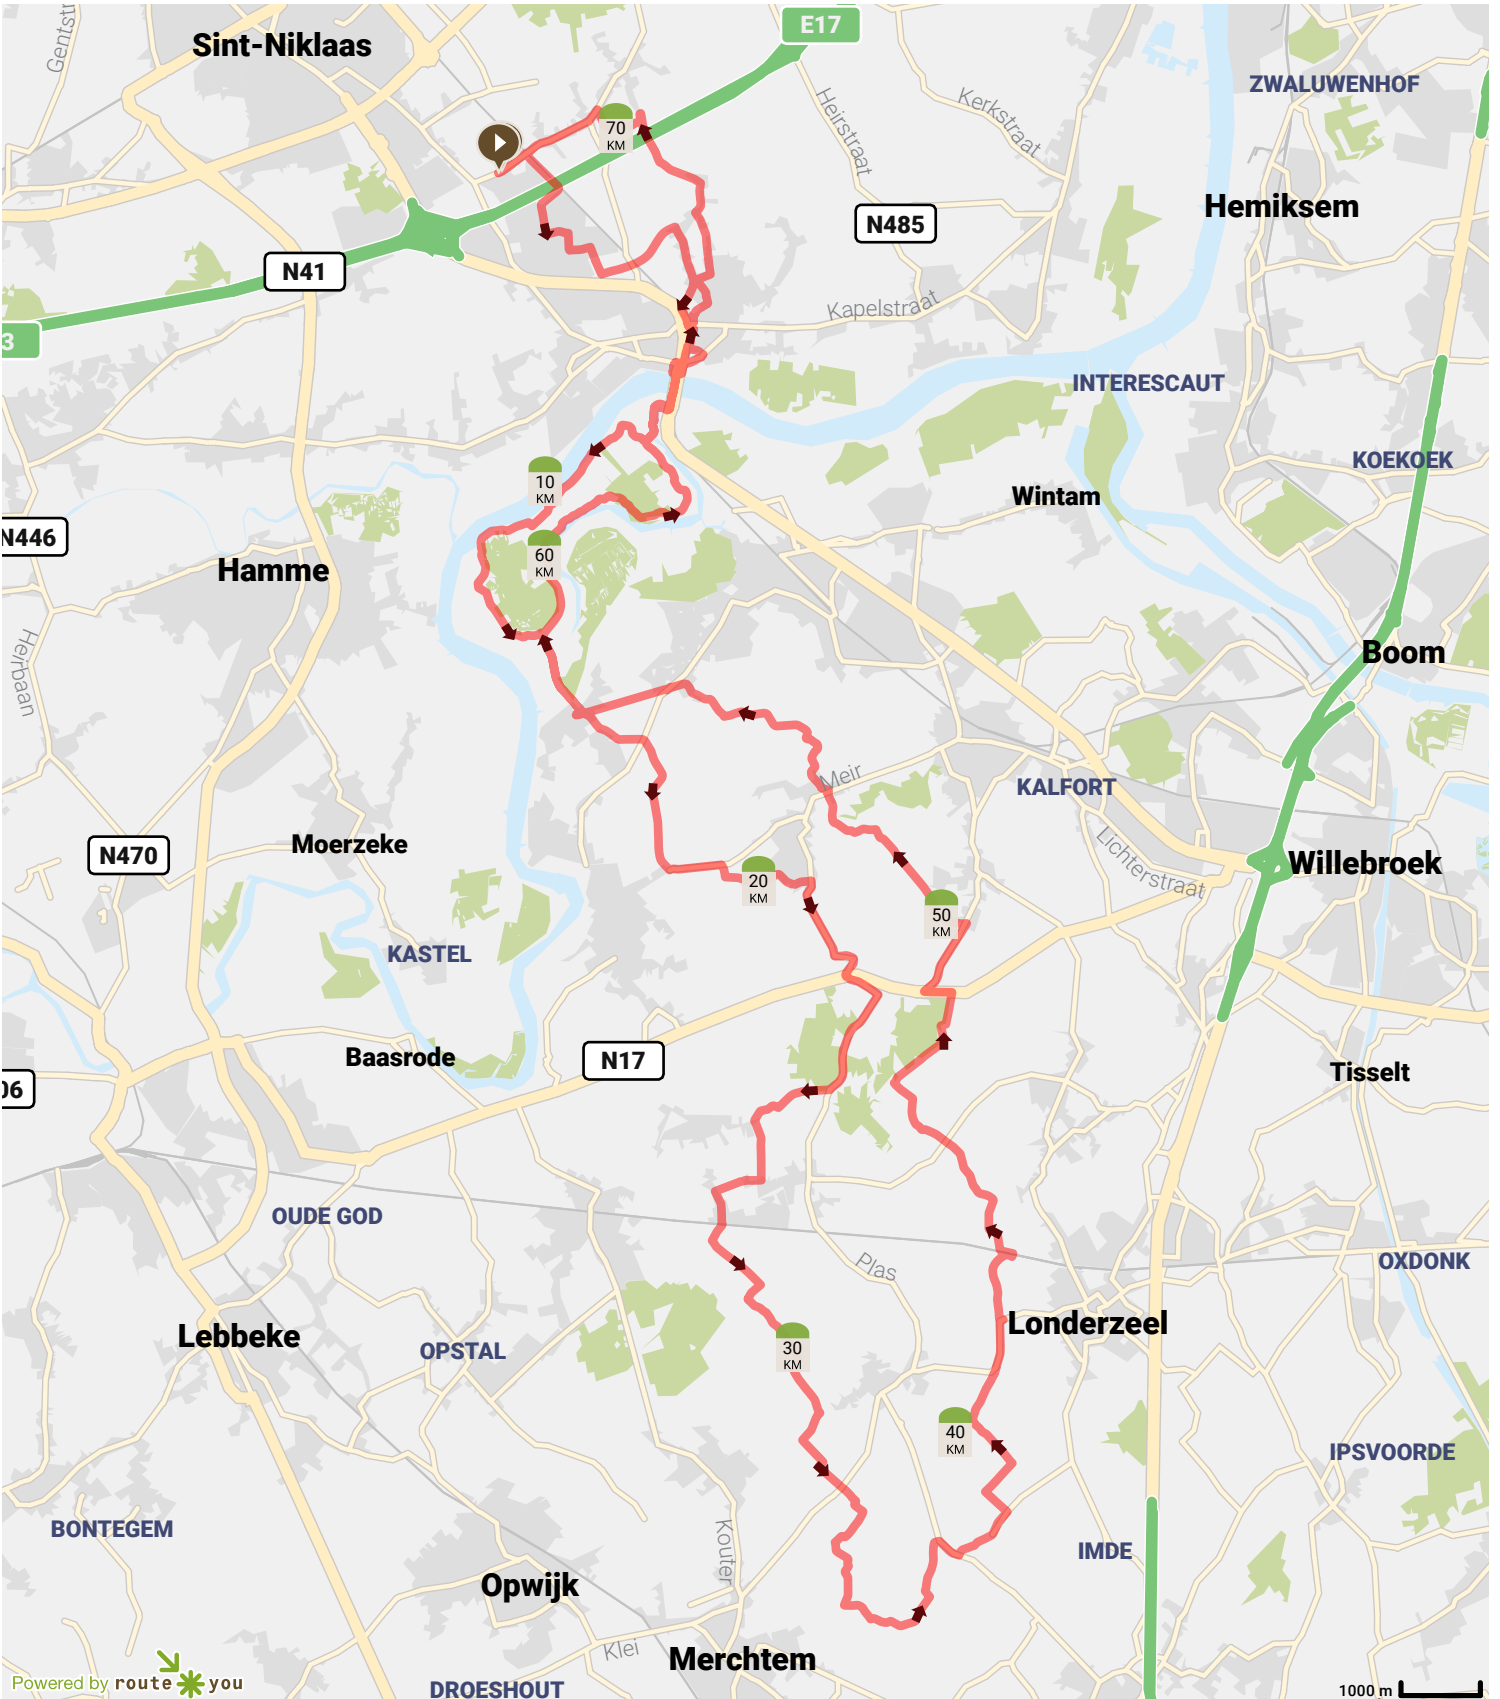 Gentstr
Sint-Niklaas
E17
ZWALUWENHOF
Heirstraat
Kerkstraat
70
KM
Hemiksem
N485
N41
Kapelstraat
3
INTERESCAUT
KOEKOEK
10
KM
Wintam
N446
Hamme
60
KM
Heirbaan
Boom
Meir
KALFORT
Moerzeke
N470
Lichterstraat
Willebroek
20
KM
50
KM
KASTEL
Baasrode
N17
Tisselt
06
OUDE GOD
Plas
OXDONK
Lebbeke
OPSTAL
Londerzeel
30
KM
40
KM
IPSVOORDE
BONTEGEM
Kouter
IMDE
Opwijk
Klei
Merchtem
Powered by route you
DROESHOUT
1000 m